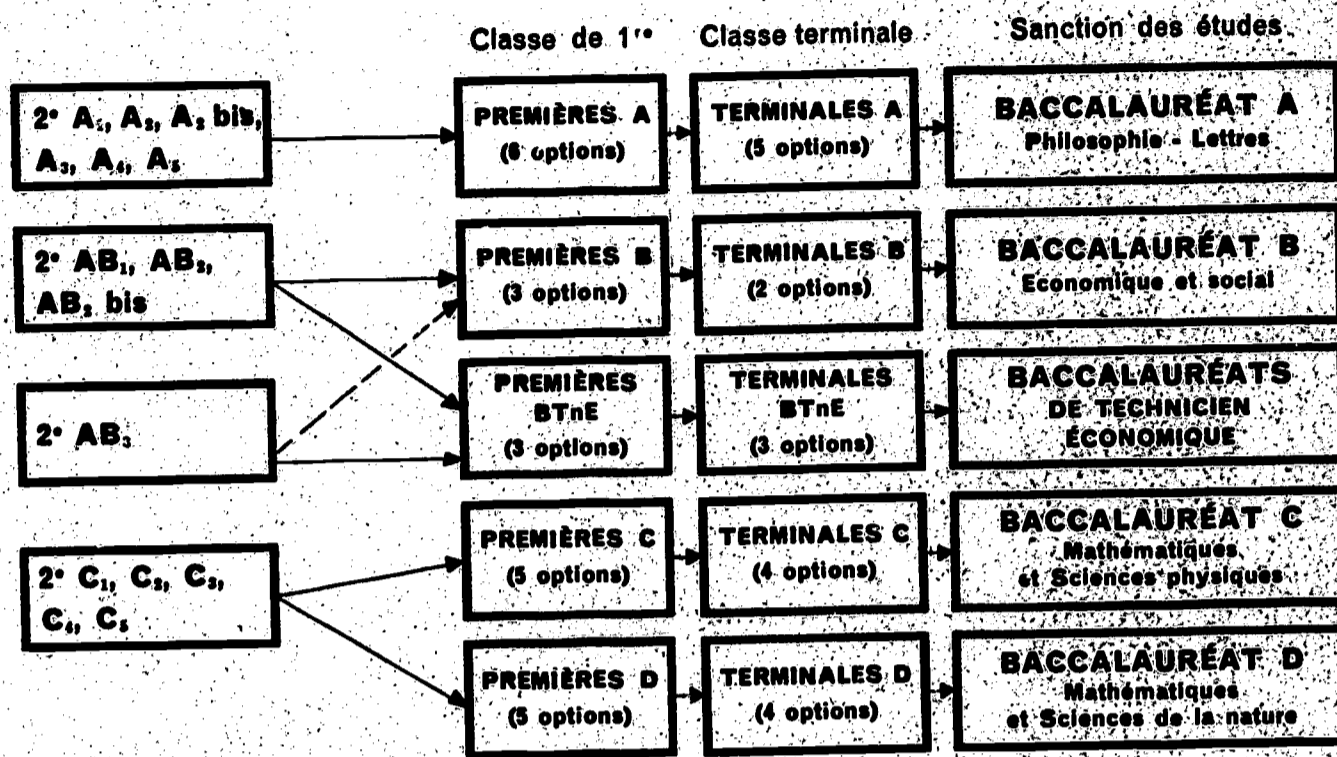 Classe de 1re
Classe terminale
Sanction des études
2e A₁, A₂, A₂ bis,
A₃, A₄, A₅
PREMIÈRES A
(6 options)
TERMINALES A
(5 options)
BACCALAURÉAT A
Philosophie - Lettres
2e AB₁, AB₂,
AB₂ bis
PREMIÈRES B
(3 options)
TERMINALES B
(2 options)
BACCALAURÉAT B
Economique et social
2e AB₃
PREMIÈRES
BTnE
(3 options)
TERMINALES
BTnE
(3 options)
BACCALAURÉATS
DE TECHNICIEN
ÉCONOMIQUE
2e C₁, C₂, C₃,
C₄, C₅
PREMIÈRES C
(5 options)
TERMINALES C
(4 options)
BACCALAURÉAT C
Mathématiques
et Sciences physiques
PREMIÈRES D
(5 options)
TERMINALES D
(4 options)
BACCALAURÉAT D
Mathématiques
et Sciences de la nature